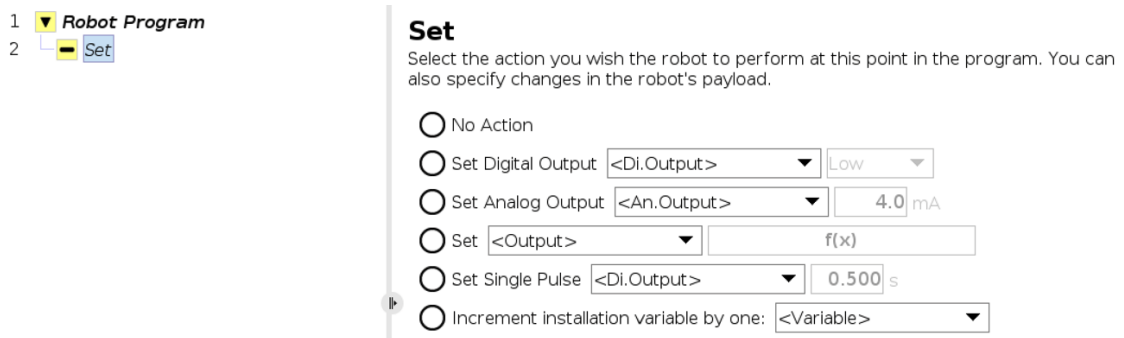 1 Robot Program
2 Set
Set
Select the action you wish the robot to perform at this point in the program. You can
also specify changes in the robot's payload.
No Action
Set Digital Output <Di.Output> Low
Set Analog Output <An.Output> 4.0 mA
Set <Output> f(x)
Set Single Pulse <Di.Output> 0.500 s
Increment installation variable by one: <Variable>